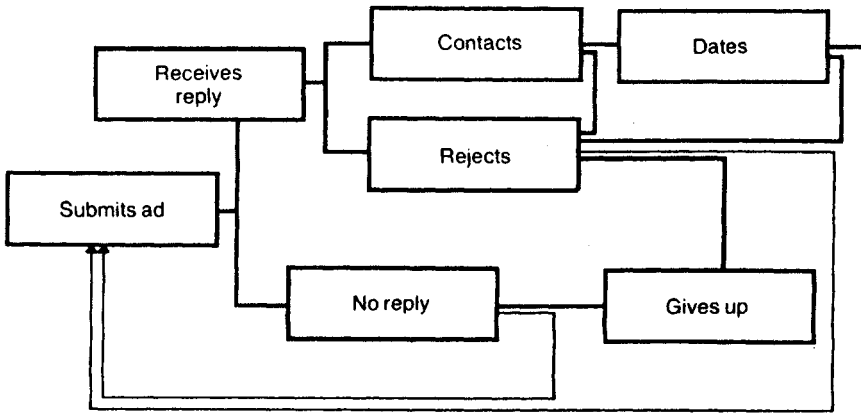 Contacts
Dates
Receives
reply
Rejects
Submits ad
No reply
Gives up